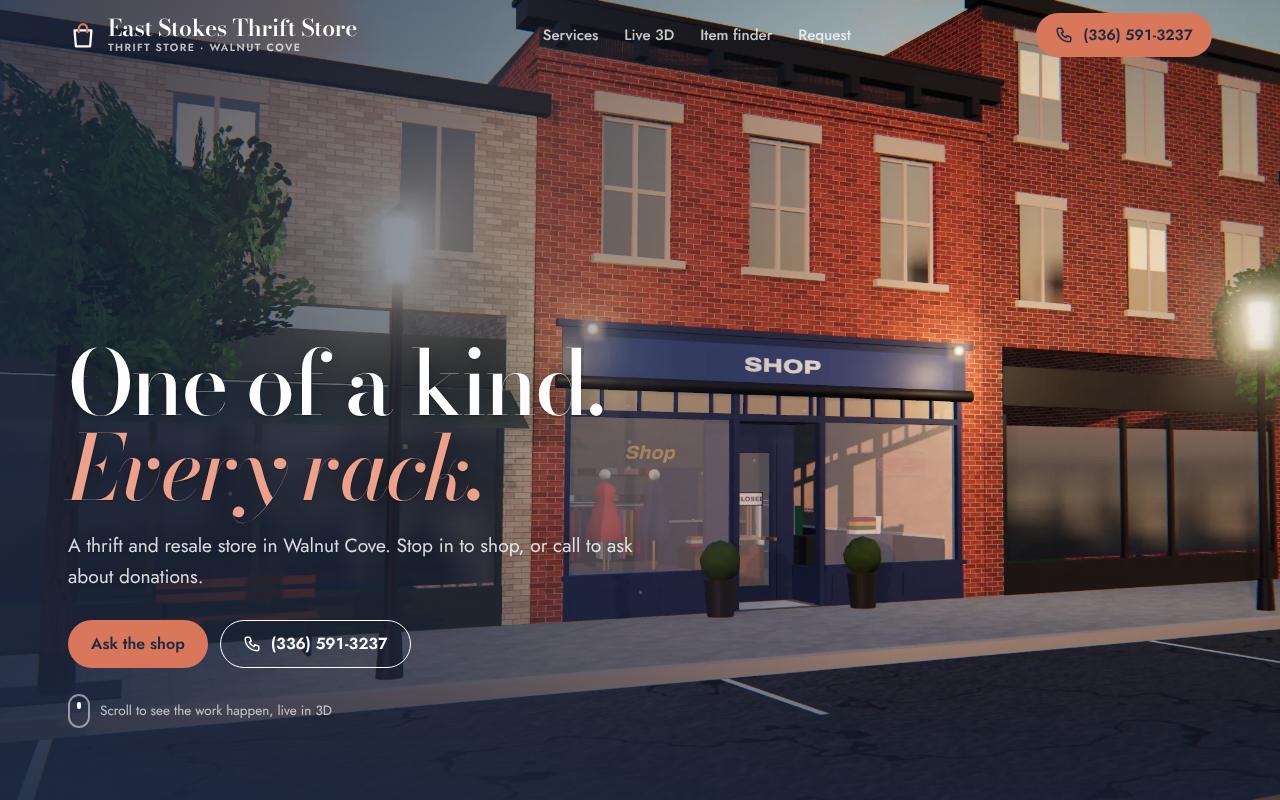 East Stokes Thrift Store
THRIFT STORE · WALNUT COVE
Services
Live 3D
Item finder
Request
(336) 591-3237
SHOP
Shop
CLOSED
One of a kind.
Every rack.
A thrift and resale store in Walnut Cove. Stop in to shop, or call to ask
about donations.
Ask the shop
(336) 591-3237
Scroll to see the work happen, live in 3D